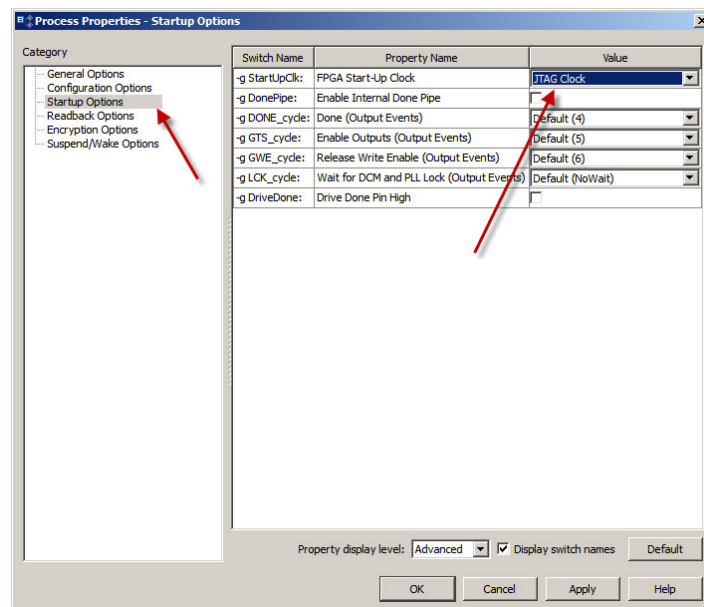 Process Properties - Startup Options
Category
General Options
Configuration Options
Startup Options
Readback Options
Encryption Options
Suspend/Wake Options
Switch Name Property Name Value
-g StartUpClk: FPGA Start-Up Clock JTAG Clock
-g DonePipe: Enable Internal Done Pipe
-g DONE_cycle: Done (Output Events) Default (4)
-g GTS_cycle: Enable Outputs (Output Events) Default (5)
-g GWE_cycle: Release Write Enable (Output Events) Default (6)
-g LCK_cycle: Wait for DCM and PLL Lock (Output Events) Default (NoWait)
-g DriveDone: Drive Done Pin High
Property display level: Advanced Display switch names Default
OK Cancel Apply Help